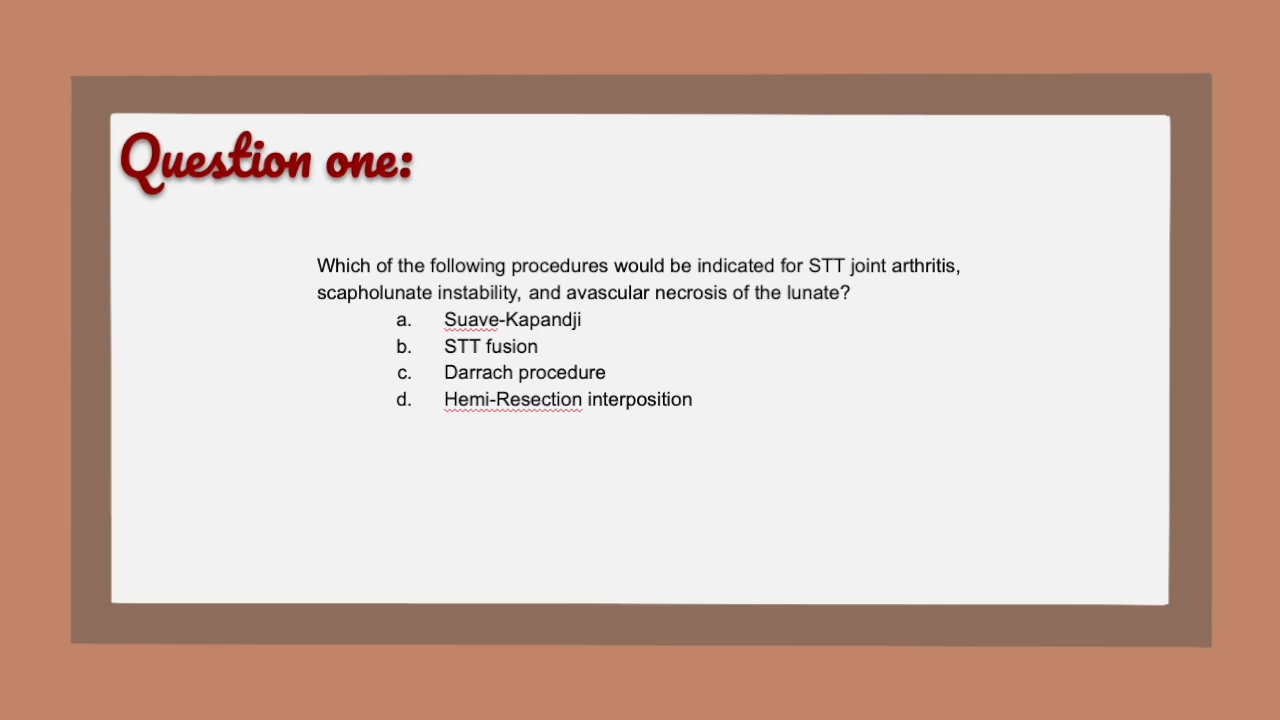 Question one:
Which of the following procedures would be indicated for STT joint arthritis,
scapholunate instability, and avascular necrosis of the lunate?
a. Suave-Kapandji
b. STT fusion
c. Darrach procedure
d. Hemi-Resection interposition